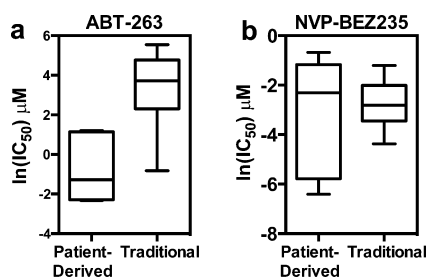 a
ABT-263
ln(IC50) μM
6
4
2
0
-2
-4
Patient-
Derived
Traditional
b
NVP-BEZ235
ln(IC50) μM
0
-2
-4
-6
-8
Patient-
Derived
Traditional